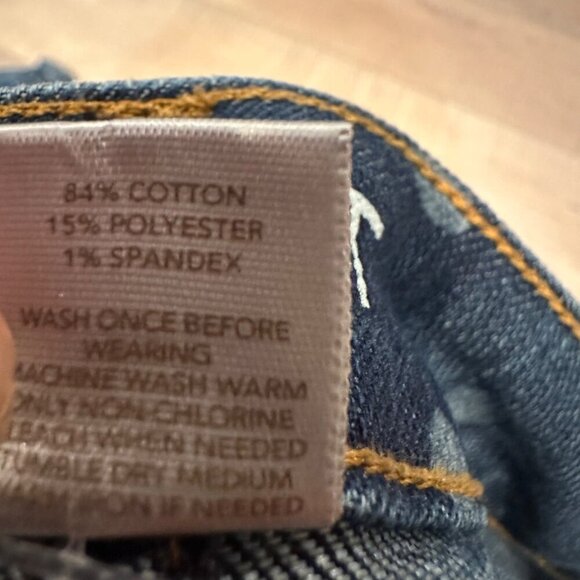 84% COTTON
15% POLYESTER
1% SPANDEX
WASH ONCE BEFORE
WEARING
MACHINE WASH WARM
ONLY NON-CHLORINE
BLEACH WHEN NEEDED
TUMBLE DRY MEDIUM
IF NEEDED